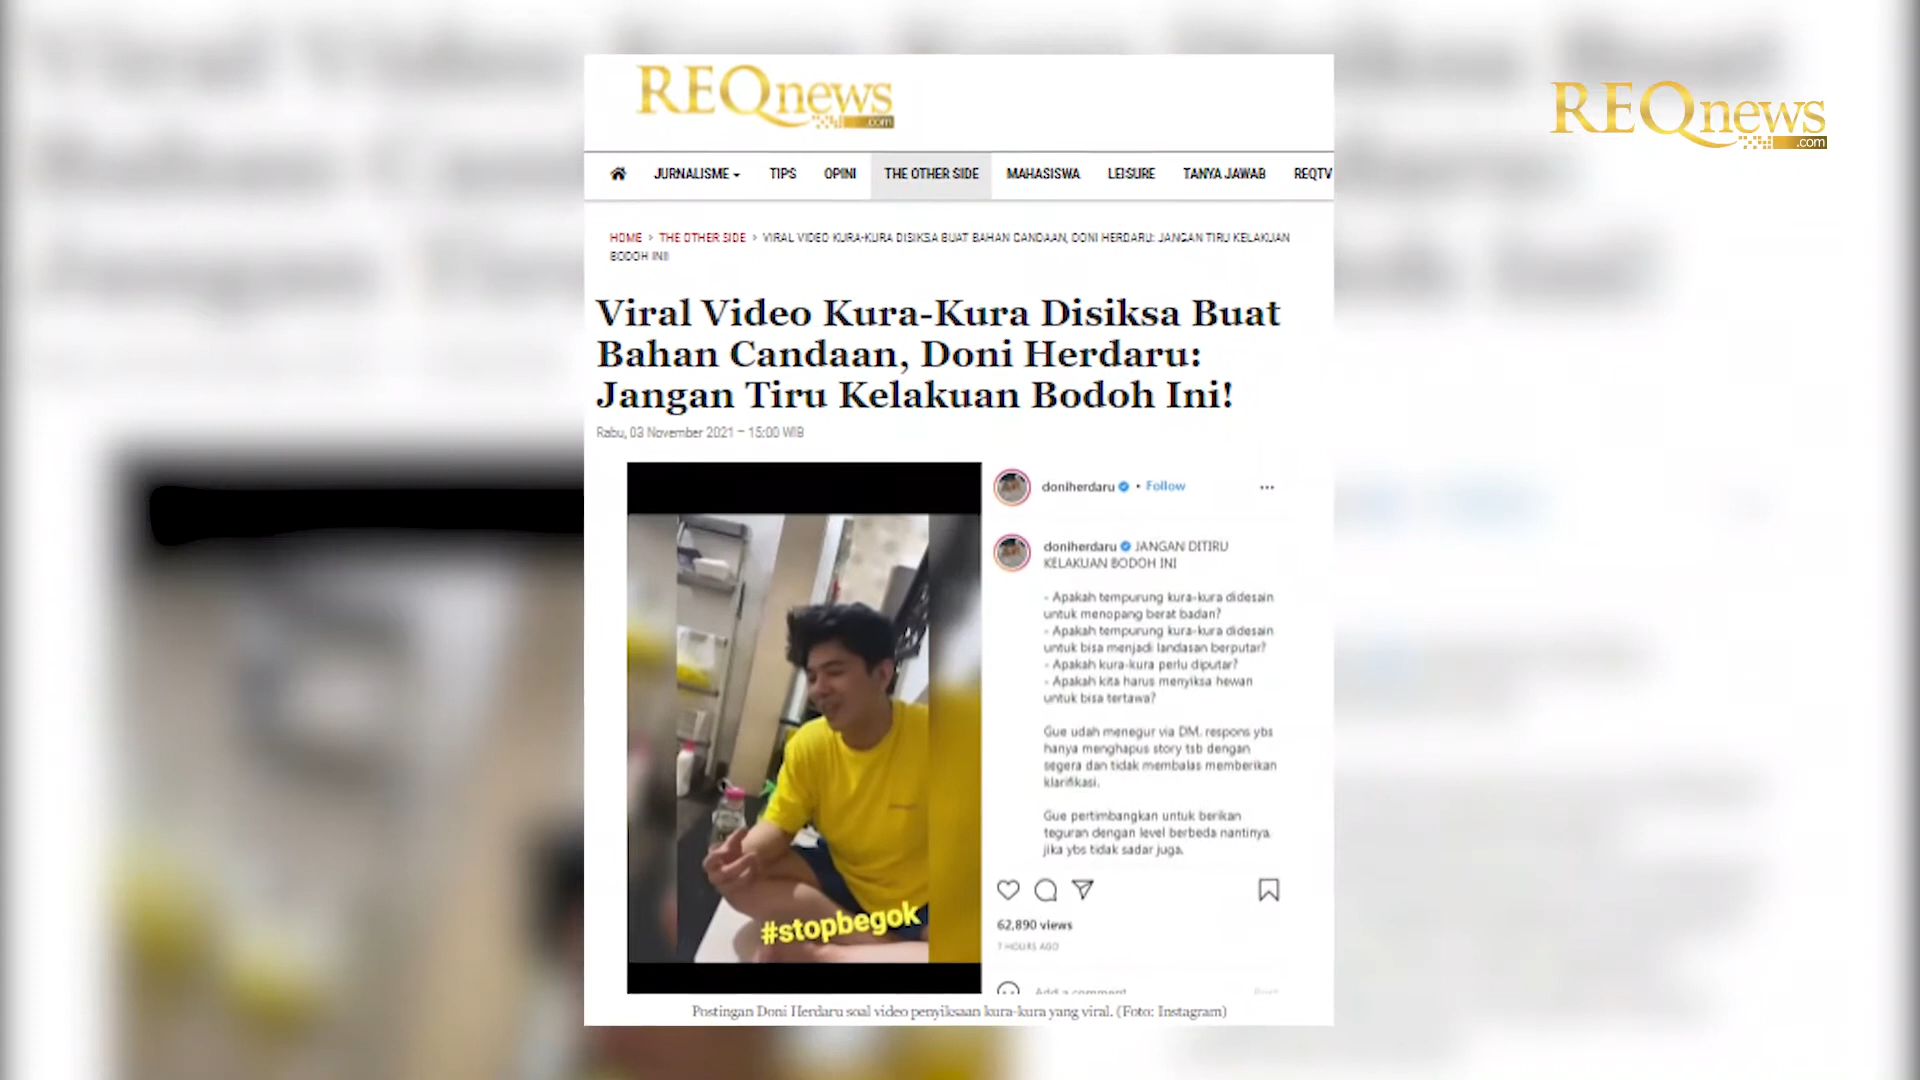 REQnews
.com
REQnews
.com
JURNALISME TIPS OPINI THE OTHER SIDE MAHASISWA LEISURE TANYA JAWAB REQTV
HOME > THE OTHER SIDE > VIRAL VIDEO KURA-KURA DISIKSA BUAT BAHAN CANDAAN, DONI HERDARU: JANGAN TIRU KELAKUAN
BODOH INI!
Viral Video Kura-Kura Disiksa Buat
Bahan Candaan, Doni Herdaru:
Jangan Tiru Kelakuan Bodoh Ini!
Rabu, 03 November 2021 – 15:00 WIB
doniherdaru • Follow
doniherdaru JANGAN DITIRU
KELAKUAN BODOH INI
- Apakah tempurung kura-kura didesain
untuk menopang berat badan?
- Apakah tempurung kura-kura didesain
untuk bisa menjadi landasan berputar?
- Apakah kura-kura perlu diputar?
- Apakah kita harus menyiksa hewan
untuk bisa tertawa?
Gue udah menegur via DM, respons ybs
hanya menghapus story tsb dengan
segera dan tidak membalas memberikan
klarifikasi.
Gue pertimbangkan untuk berikan
teguran dengan level berbeda nantinya,
jika ybs tidak sadar juga.
#stopbegok
62,890 views
7 HOURS AGO
Add a comment
Post
Postingan Doni Herdaru soal video penyiksaan kura-kura yang viral. (Foto: Instagram)